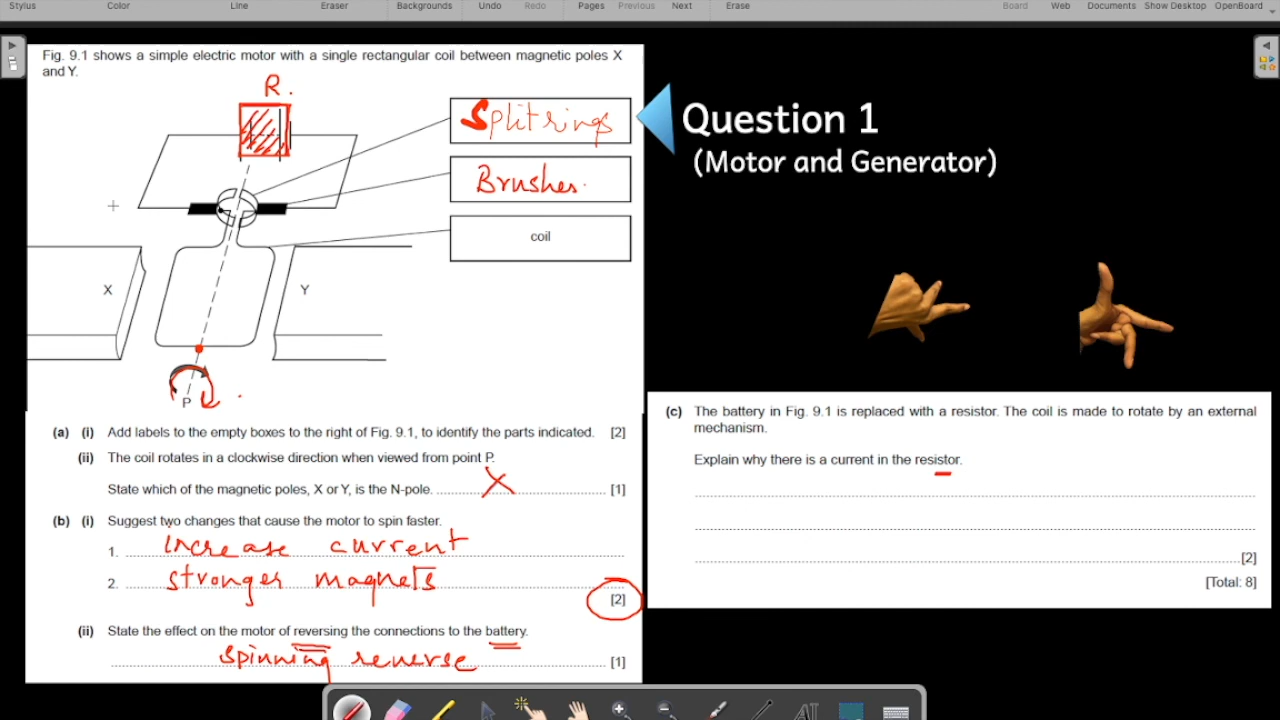 Stylus Color Line Eraser Backgrounds Undo Redo Pages Previous Next Erase Board Web Documents Show Desktop OpenBoard
Fig. 9.1 shows a simple electric motor with a single rectangular coil between magnetic poles X
and Y.
R.
Splitrings
Brushes.
coil
X
Y
P
(a) (i) Add labels to the empty boxes to the right of Fig. 9.1, to identify the parts indicated. [2]
(ii) The coil rotates in a clockwise direction when viewed from point P.
State which of the magnetic poles, X or Y, is the N-pole. X [1]
(b) (i) Suggest two changes that cause the motor to spin faster.
1. increase current
2. stronger magnets
[2]
(ii) State the effect on the motor of reversing the connections to the battery.
spinning reverse [1]
Question 1
(Motor and Generator)
(c) The battery in Fig. 9.1 is replaced with a resistor. The coil is made to rotate by an external
mechanism.
Explain why there is a current in the resistor.
[2]
[Total: 8]